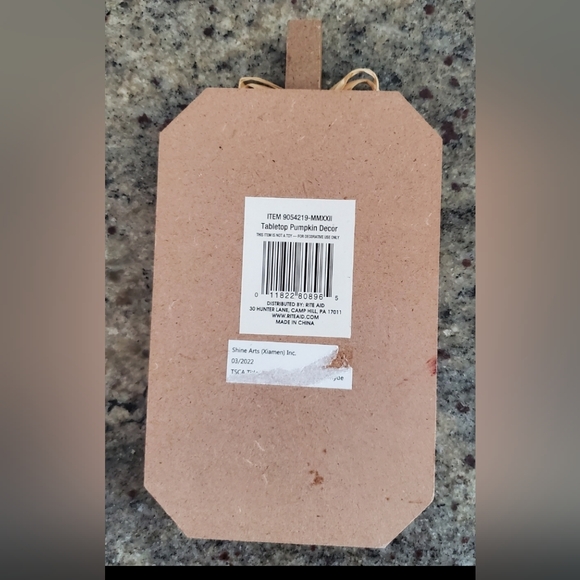 ITEM 9054219-MMXXII
Tabletop Pumpkin Decor
THIS ITEM IS NOT A TOY — FOR DECORATIVE USE ONLY
0 11822 80896 5
DISTRIBUTED BY: RITE AID
30 HUNTER LANE, CAMP HILL, PA 17011
WWW.RITEAID.COM
MADE IN CHINA
Shine Arts (Xiamen) Inc.
03/2022
TSCA